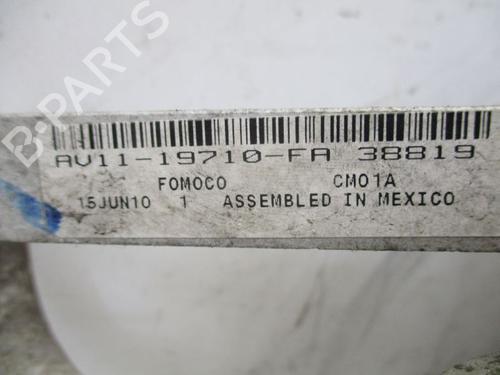 B-PARTS
AV11-19710-FA 38819
FOMOCO CM01A
15JUN10 1 ASSEMBLED IN MEXICO